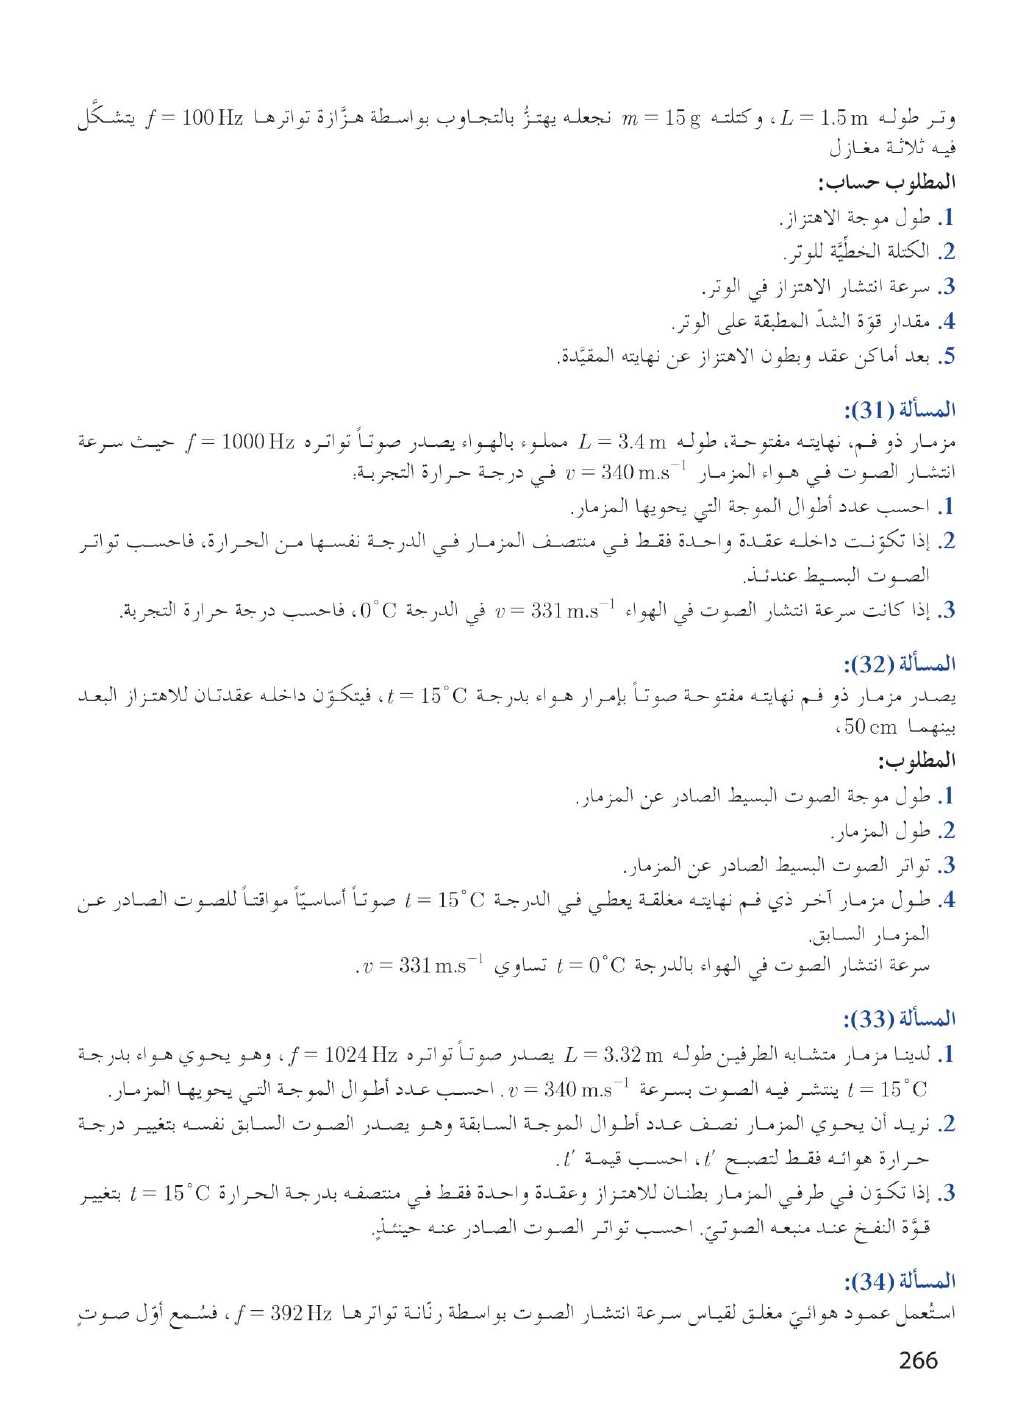 وتر طوله L = 1.5 m، وكتلته m = 15 g نجعله يهتزُّ بالتجاوب بواسطة هزَّازة تواترها f = 100 Hz يتشكَّل
فيه ثلاثة مغازل
المطلوب حساب:
1. طول موجة الاهتزاز.
2. الكتلة الخطِّيَّة للوتر.
3. سرعة انتشار الاهتزاز في الوتر.
4. مقدار قوّة الشدّ المطبقة على الوتر.
5. بعد أماكن عقد وبطون الاهتزاز عن نهايته المقيَّدة.
المسألة (31):
مزمار ذو فم، نهايته مفتوحة، طوله L = 3.4 m مملوء بالهواء يصدر صوتاً تواتره f = 1000 Hz حيث سرعة
انتشار الصوت في هواء المزمار v = 340 m.s⁻¹ في درجة حرارة التجربة:
1. احسب عدد أطوال الموجة التي يحويها المزمار.
2. إذا تكوّنت داخله عقدة واحدة فقط في منتصف المزمار في الدرجة نفسها من الحرارة، فاحسب تواتر
الصوت البسيط عندئذ.
3. إذا كانت سرعة انتشار الصوت في الهواء v = 331 m.s⁻¹ في الدرجة 0°C، فاحسب درجة حرارة التجربة.
المسألة (32):
يصدر مزمار ذو فم نهايته مفتوحة صوتاً بإمرار هواء بدرجة t = 15°C، فيتكوّن داخله عقدتان للاهتزاز البعد
بينهما 50 cm،
المطلوب:
1. طول موجة الصوت البسيط الصادر عن المزمار.
2. طول المزمار.
3. تواتر الصوت البسيط الصادر عن المزمار.
4. طول مزمار آخر ذي فم نهايته مغلقة يعطي في الدرجة t = 15°C صوتاً أساسيّاً مواقتاً للصوت الصادر عن
المزمار السابق.
سرعة انتشار الصوت في الهواء بالدرجة t = 0°C تساوي v = 331 m.s⁻¹.
المسألة (33):
1. لدينا مزمار متشابه الطرفين طوله L = 3.32 m يصدر صوتاً تواتره f = 1024 Hz، وهو يحوي هواء بدرجة
t = 15°C ينتشر فيه الصوت بسرعة v = 340 m.s⁻¹. احسب عدد أطوال الموجة التي يحويها المزمار.
2. نريد أن يحوي المزمار نصف عدد أطوال الموجة السابقة وهو يصدر الصوت السابق نفسه بتغيير درجة
حرارة هوائه فقط لتصبح t′، احسب قيمة t′.
3. إذا تكوّن في طرفي المزمار بطنان للاهتزاز وعقدة واحدة فقط في منتصفه بدرجة الحرارة t = 15°C بتغيير
قوَّة النفخ عند منبعه الصوتيّ. احسب تواتر الصوت الصادر عنه حينئذٍ.
المسألة (34):
استُعمل عمود هوائيّ مغلق لقياس سرعة انتشار الصوت بواسطة رنّانة تواترها f = 392 Hz، فسُمع أوّل صوتٍ
266